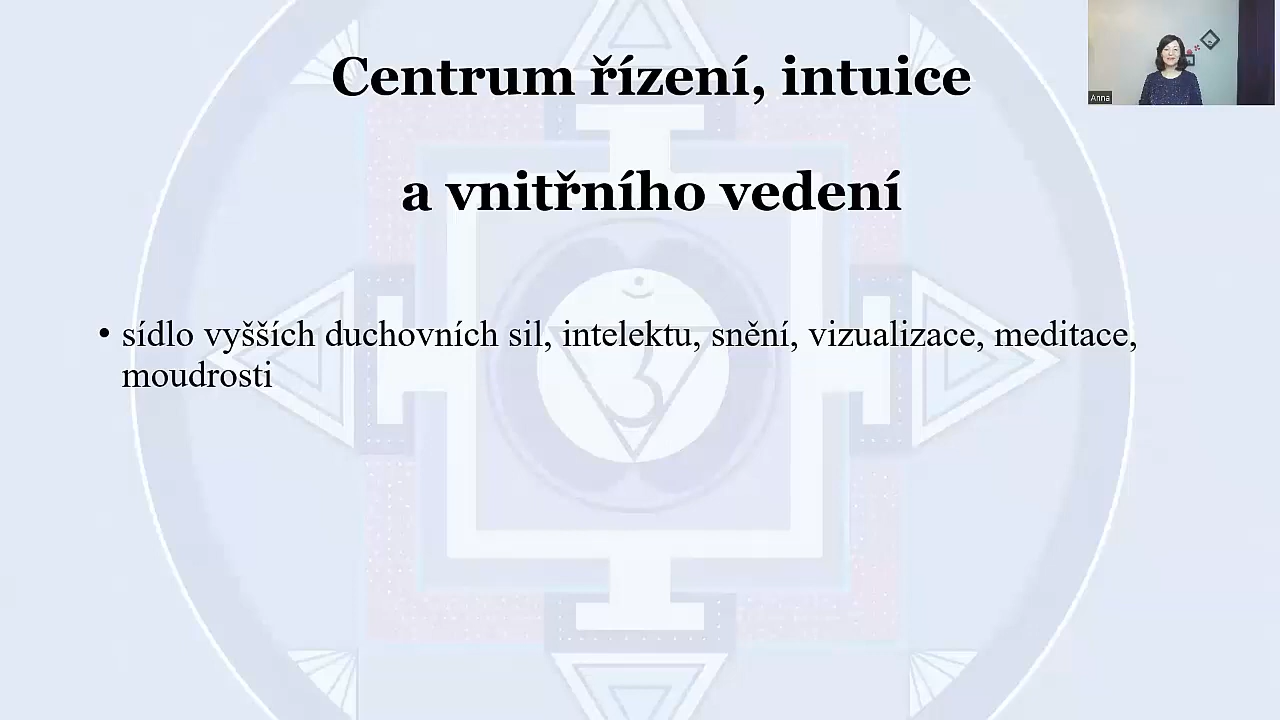 Centrum řízení, intuice
a vnitřního vedení
• sídlo vyšších duchovních sil, intelektu, snění, vizualizace, meditace,
moudrosti
Anna